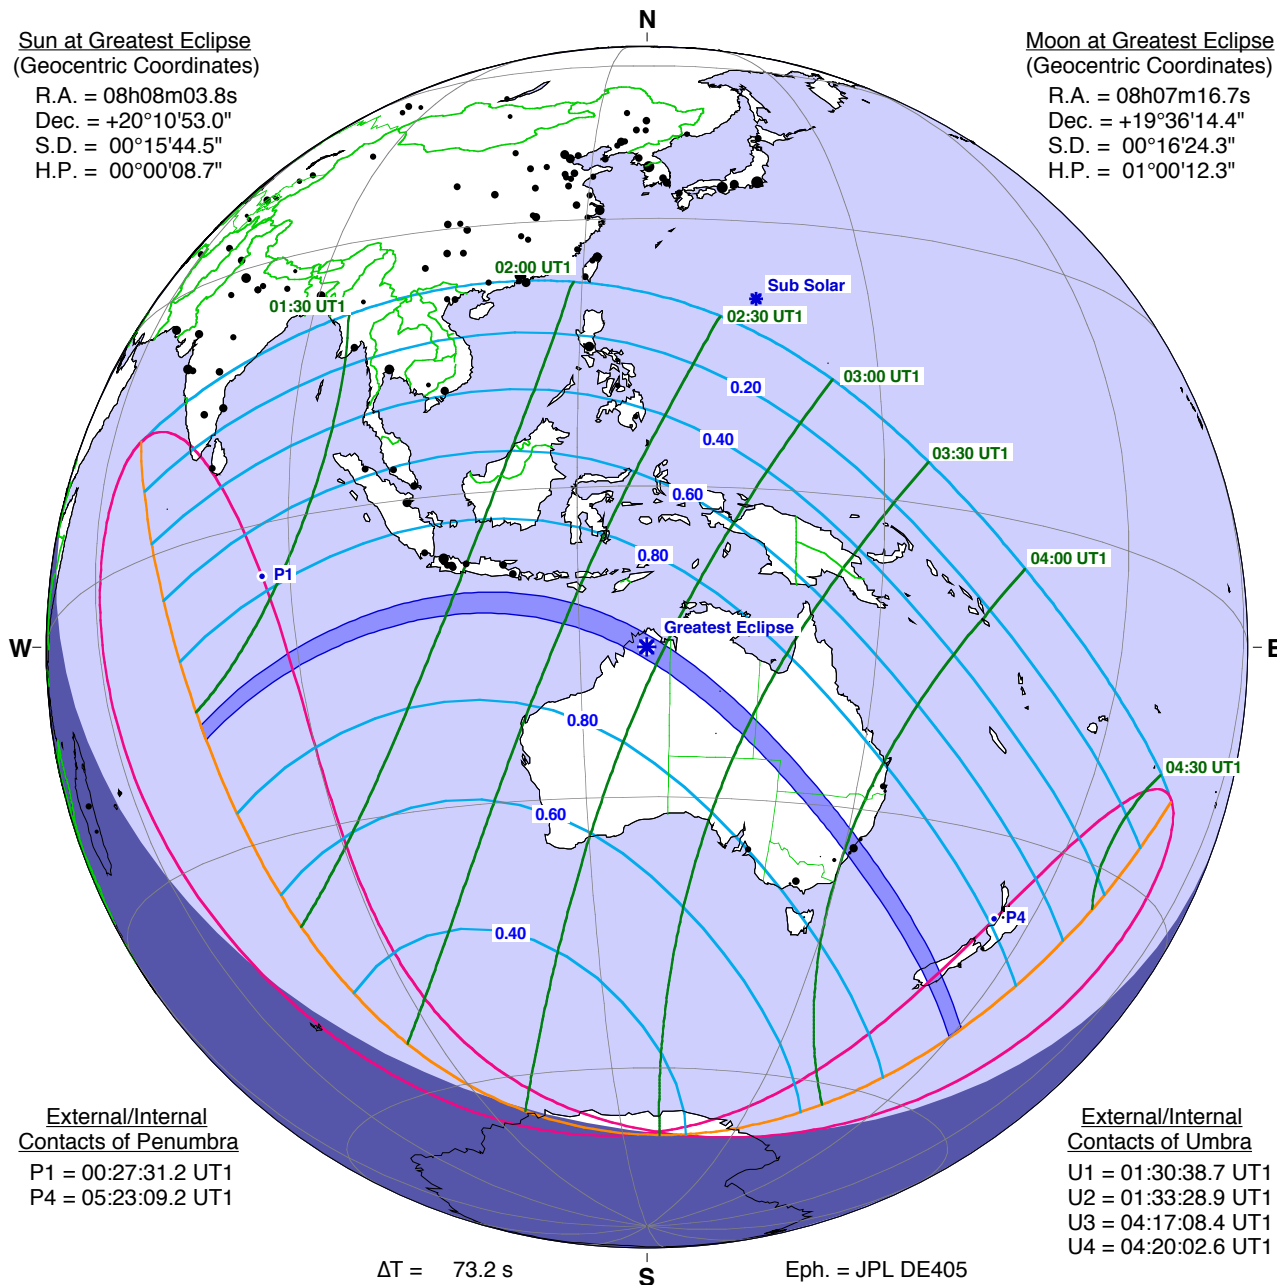 N
Sun at Greatest Eclipse
(Geocentric Coordinates)
R.A. = 08h08m03.8s
Dec. = +20°10'53.0"
S.D. = 00°15'44.5"
H.P. = 00°00'08.7"
Moon at Greatest Eclipse
(Geocentric Coordinates)
R.A. = 08h07m16.7s
Dec. = +19°36'14.4"
S.D. = 00°16'24.3"
H.P. = 01°00'12.3"
02:00 UT1
Sub Solar
01:30 UT1
02:30 UT1
03:00 UT1
0.20
0.40
03:30 UT1
0.60
0.80
04:00 UT1
P1
Greatest Eclipse
W
E
0.80
04:30 UT1
0.60
P4
0.40
External/Internal
Contacts of Penumbra
P1 = 00:27:31.2 UT1
P4 = 05:23:09.2 UT1
External/Internal
Contacts of Umbra
U1 = 01:30:38.7 UT1
U2 = 01:33:28.9 UT1
U3 = 04:17:08.4 UT1
U4 = 04:20:02.6 UT1
ΔT = 73.2 s
S
Eph. = JPL DE405